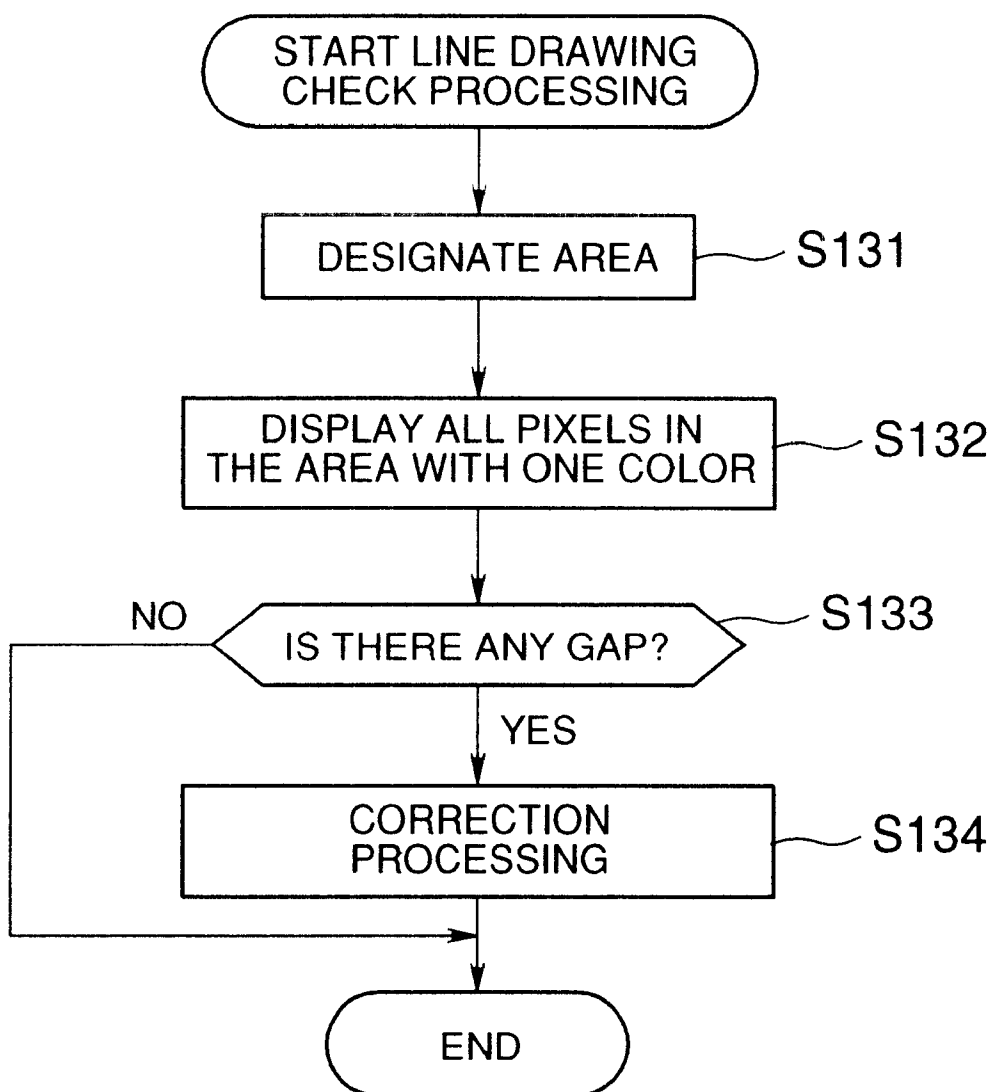 START LINE DRAWING
CHECK PROCESSING
DESIGNATE AREA
S131
DISPLAY ALL PIXELS IN
THE AREA WITH ONE COLOR
S132
NO
IS THERE ANY GAP?
S133
YES
CORRECTION
PROCESSING
S134
END